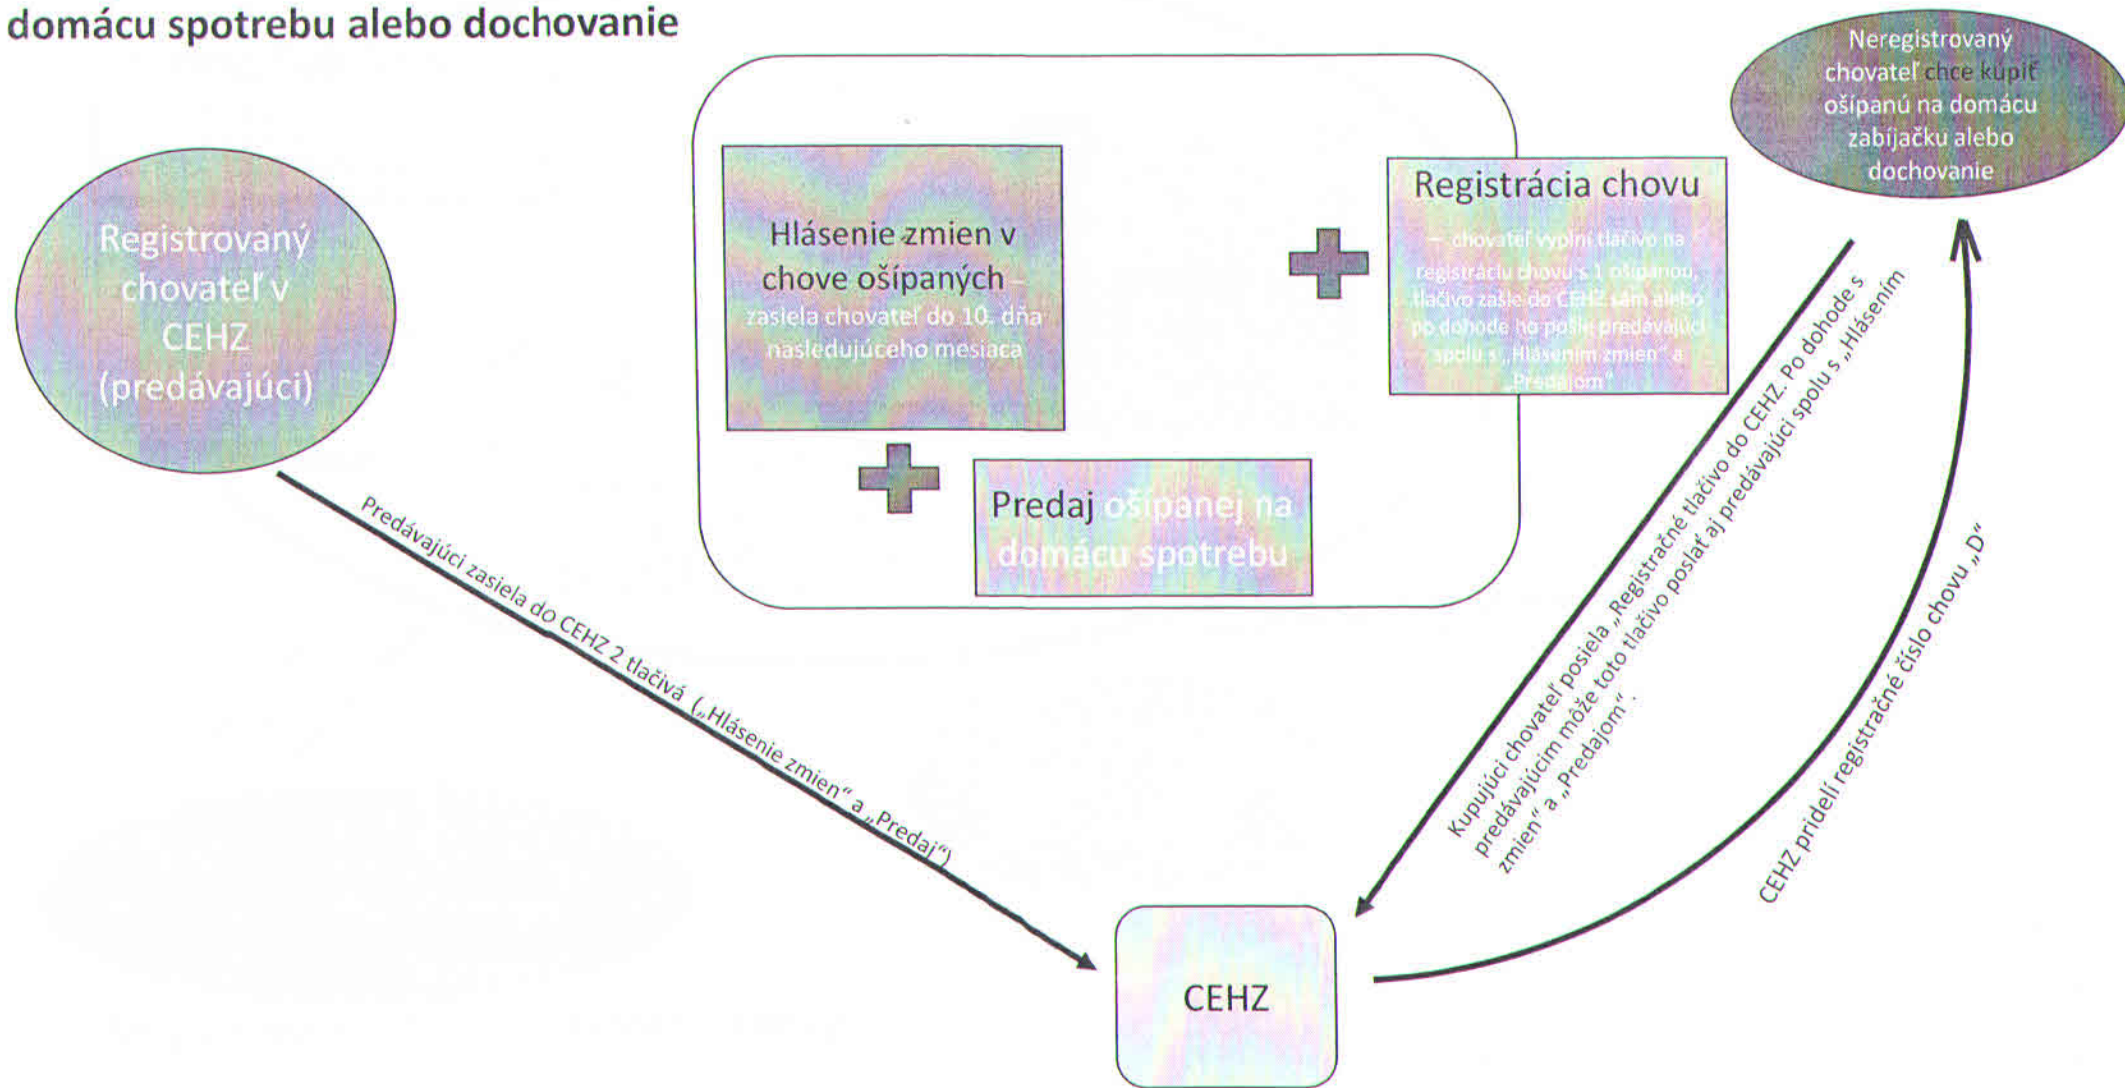 domácu spotrebu alebo dochovanie
Registrovaný
chovateľ v
CEHZ
(predávajúci)
Hlásenie zmien v
chove ošípaných –
zasiela chovateľ do 10. dňa
nasledujúceho mesiaca
Predaj ošípanej na
domácu spotrebu
Registrácia chovu
– chovateľ vyplní tlačivo na
registráciu chovu s 1 ošípanou,
tlačivo zašle do CEHZ sám alebo
po dohode ho pošle predávajúci
spolu s „Hlásením zmien“ a
„Predajom“
Neregistrovaný
chovateľ chce kúpiť
ošípanú na domácu
zabíjačku alebo
dochovanie
Predávajúci zasiela do CEHZ 2 tlačivá („Hlásenie zmien“ a „Predaj“)
Kupujúci chovateľ posiela „Registračné tlačivo do CEHZ. Po dohode s
predávajúcim môže toto tlačivo poslať aj predávajúci spolu s „Hlásením
zmien“ a „Predajom“.
CEHZ pridelí registračné číslo chovu „D“
CEHZ